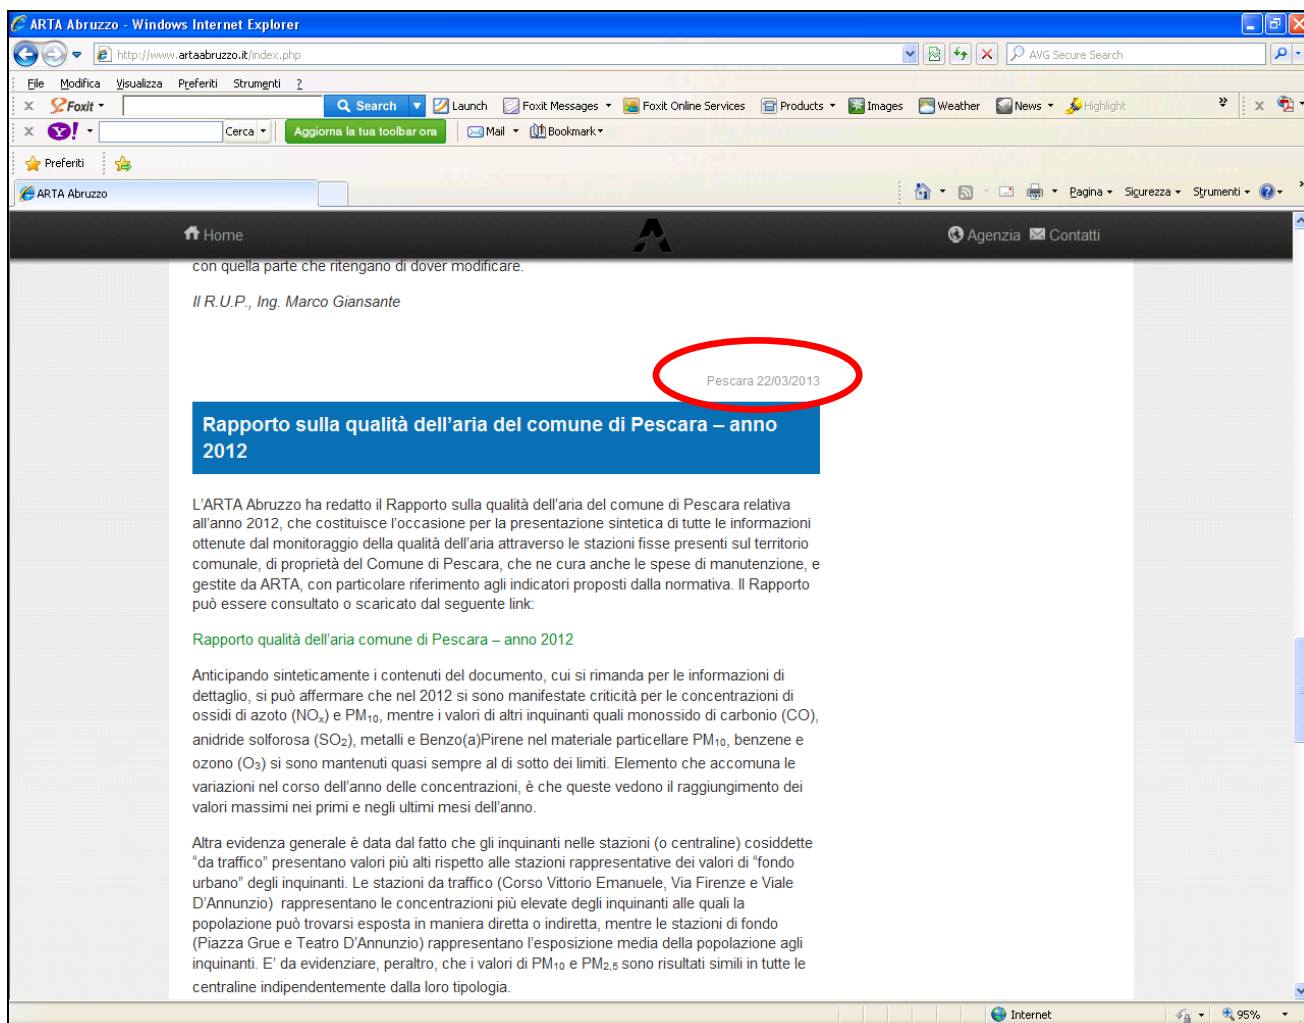 ARTA Abruzzo - Windows Internet Explorer
http://www.artaabruzzo.it/index.php
AVG Secure Search
File Modifica Visualizza Preferiti Strumenti ?
x Foxit Search Launch Foxit Messages Foxit Online Services Products Images Weather News Highlight » x
x Y! Cerca Aggiorna la tua toolbar ora Mail Bookmark
Preferiti
ARTA Abruzzo
Pagina Sicurezza Strumenti
Home
Agenzia Contatti
con quella parte che ritengano di dover modificare.
Il R.U.P., Ing. Marco Giansante
Pescara 22/03/2013
Rapporto sulla qualità dell'aria del comune di Pescara – anno
2012
L'ARTA Abruzzo ha redatto il Rapporto sulla qualità dell'aria del comune di Pescara relativa
all'anno 2012, che costituisce l'occasione per la presentazione sintetica di tutte le informazioni
ottenute dal monitoraggio della qualità dell'aria attraverso le stazioni fisse presenti sul territorio
comunale, di proprietà del Comune di Pescara, che ne cura anche le spese di manutenzione, e
gestite da ARTA, con particolare riferimento agli indicatori proposti dalla normativa. Il Rapporto
può essere consultato o scaricato dal seguente link:
Rapporto qualità dell'aria comune di Pescara – anno 2012
Anticipando sinteticamente i contenuti del documento, cui si rimanda per le informazioni di
dettaglio, si può affermare che nel 2012 si sono manifestate criticità per le concentrazioni di
ossidi di azoto (NOₓ) e PM₁₀, mentre i valori di altri inquinanti quali monossido di carbonio (CO),
anidride solforosa (SO₂), metalli e Benzo(a)Pirene nel materiale particellare PM₁₀, benzene e
ozono (O₃) si sono mantenuti quasi sempre al di sotto dei limiti. Elemento che accomuna le
variazioni nel corso dell'anno delle concentrazioni, è che queste vedono il raggiungimento dei
valori massimi nei primi e negli ultimi mesi dell'anno.
Altra evidenza generale è data dal fatto che gli inquinanti nelle stazioni (o centraline) cosiddette
"da traffico" presentano valori più alti rispetto alle stazioni rappresentative dei valori di "fondo
urbano" degli inquinanti. Le stazioni da traffico (Corso Vittorio Emanuele, Via Firenze e Viale
D'Annunzio) rappresentano le concentrazioni più elevate degli inquinanti alle quali la
popolazione può trovarsi esposta in maniera diretta o indiretta, mentre le stazioni di fondo
(Piazza Grue e Teatro D'Annunzio) rappresentano l'esposizione media della popolazione agli
inquinanti. E' da evidenziare, peraltro, che i valori di PM₁₀ e PM₂,₅ sono risultati simili in tutte le
centraline indipendentemente dalla loro tipologia.
Internet
95%